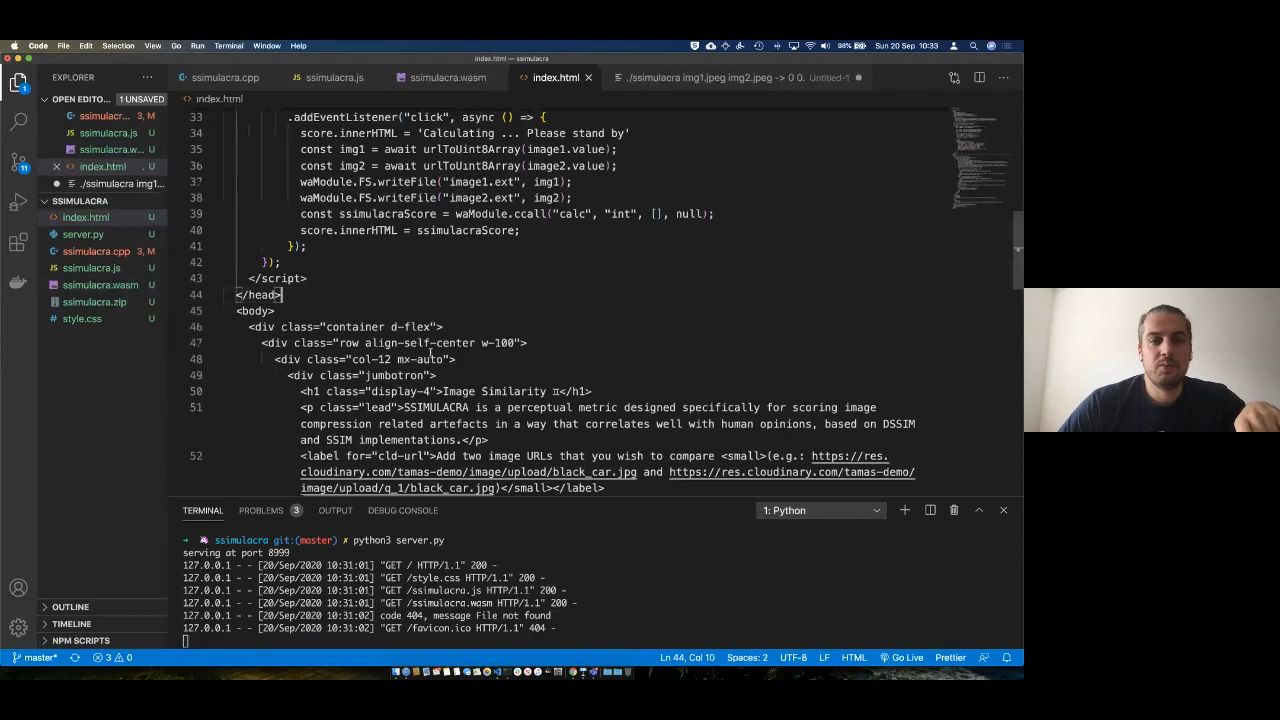 Code File Edit Selection View Go Run Terminal Window Help 98% Sun 20 Sep 10:33
index.html — ssimulacra
EXPLORER ··· ssimulacra.cpp ssimulacra.js ssimulacra.wasm index.html ./ssimulacra img1.jpeg img2.jpeg -> 0 0. Untitled-1 ···
OPEN EDITO... 1 UNSAVED
index.html
ssimulacr... 3, M
ssimulacra.js U
ssimulacra.w... U
index.html . U
./ssimulacra img1...
SSIMULACRA
index.html U
server.py U
ssimulacra.cpp 3, M
ssimulacra.js U
ssimulacra.wasm U
ssimulacra.zip U
style.css U
33 .addEventListener("click", async () => {
34 score.innerHTML = 'Calculating ... Please stand by'
35 const img1 = await urlToUint8Array(image1.value);
36 const img2 = await urlToUint8Array(image2.value);
37 waModule.FS.writeFile("image1.ext", img1);
38 waModule.FS.writeFile("image2.ext", img2);
39 const ssimulacraScore = waModule.ccall("calc", "int", [], null);
40 score.innerHTML = ssimulacraScore;
41 });
42 });
43 </script>
44 </head>
45 <body>
46 <div class="container d-flex">
47 <div class="row align-self-center w-100">
48 <div class="col-12 mx-auto">
49 <div class="jumbotron">
50 <h1 class="display-4">Image Similarity ♊</h1>
51 <p class="lead">SSIMULACRA is a perceptual metric designed specifically for scoring image
compression related artefacts in a way that correlates well with human opinions, based on DSSIM
and SSIM implementations.</p>
52 <label for="cld-url">Add two image URLs that you wish to compare <small>(e.g.: https://res.
cloudinary.com/tamas-demo/image/upload/black_car.jpg and https://res.cloudinary.com/tamas-demo/
image/upload/q_1/black_car.jpg)</small></label>
TERMINAL PROBLEMS 3 OUTPUT DEBUG CONSOLE 1: Python
→ 🦄 ssimulacra git:(master) ✗ python3 server.py
serving at port 8999
127.0.0.1 - - [20/Sep/2020 10:31:01] "GET / HTTP/1.1" 200 -
127.0.0.1 - - [20/Sep/2020 10:31:01] "GET /style.css HTTP/1.1" 200 -
127.0.0.1 - - [20/Sep/2020 10:31:01] "GET /ssimulacra.js HTTP/1.1" 200 -
127.0.0.1 - - [20/Sep/2020 10:31:01] "GET /ssimulacra.wasm HTTP/1.1" 200 -
127.0.0.1 - - [20/Sep/2020 10:31:02] code 404, message File not found
127.0.0.1 - - [20/Sep/2020 10:31:02] "GET /favicon.ico HTTP/1.1" 404 -
OUTLINE
TIMELINE
NPM SCRIPTS
1
11
master* 3 0 Ln 44, Col 10 Spaces: 2 UTF-8 LF HTML Go Live Prettier